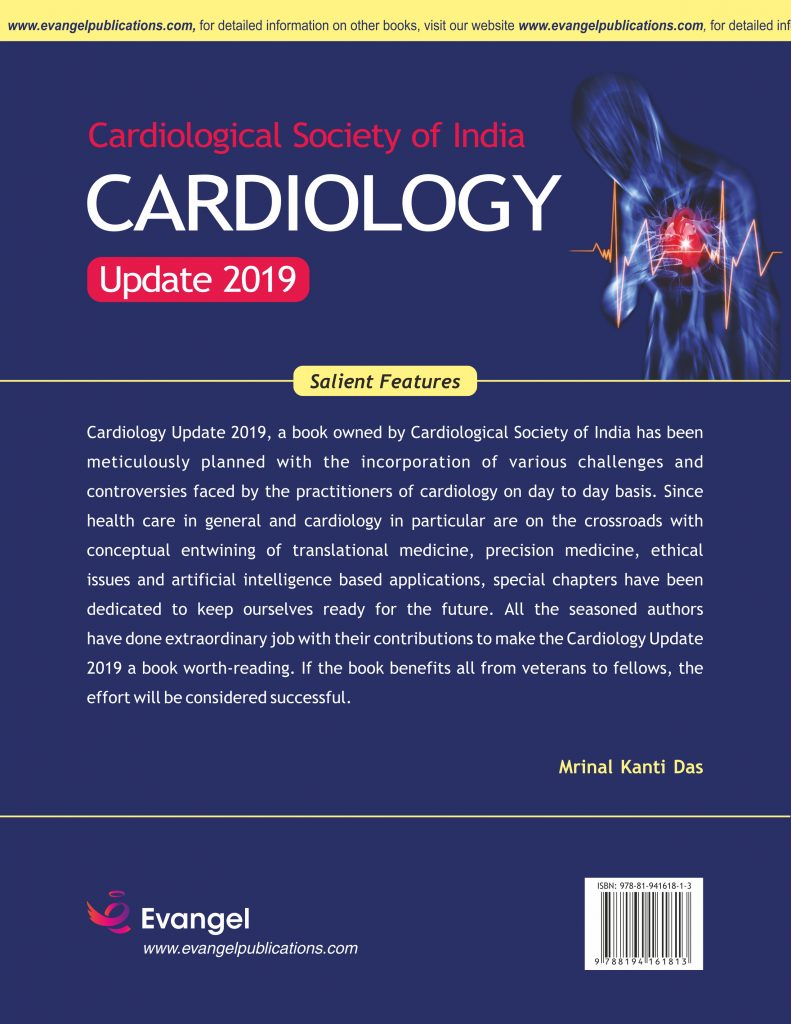 www.evangelpublications.com, for detailed information on other books, visit our website www.evangelpublications.com, for detailed inf
Cardiological Society of India
CARDIOLOGY
Update 2019
Salient Features
Cardiology Update 2019, a book owned by Cardiological Society of India has been
meticulously planned with the incorporation of various challenges and
controversies faced by the practitioners of cardiology on day to day basis. Since
health care in general and cardiology in particular are on the crossroads with
conceptual entwining of translational medicine, precision medicine, ethical
issues and artificial intelligence based applications, special chapters have been
dedicated to keep ourselves ready for the future. All the seasoned authors
have done extraordinary job with their contributions to make the Cardiology Update
2019 a book worth-reading. If the book benefits all from veterans to fellows, the
effort will be considered successful.
Mrinal Kanti Das
ISBN: 978-81-941618-1-3
9 788194 161813
Evangel
www.evangelpublications.com